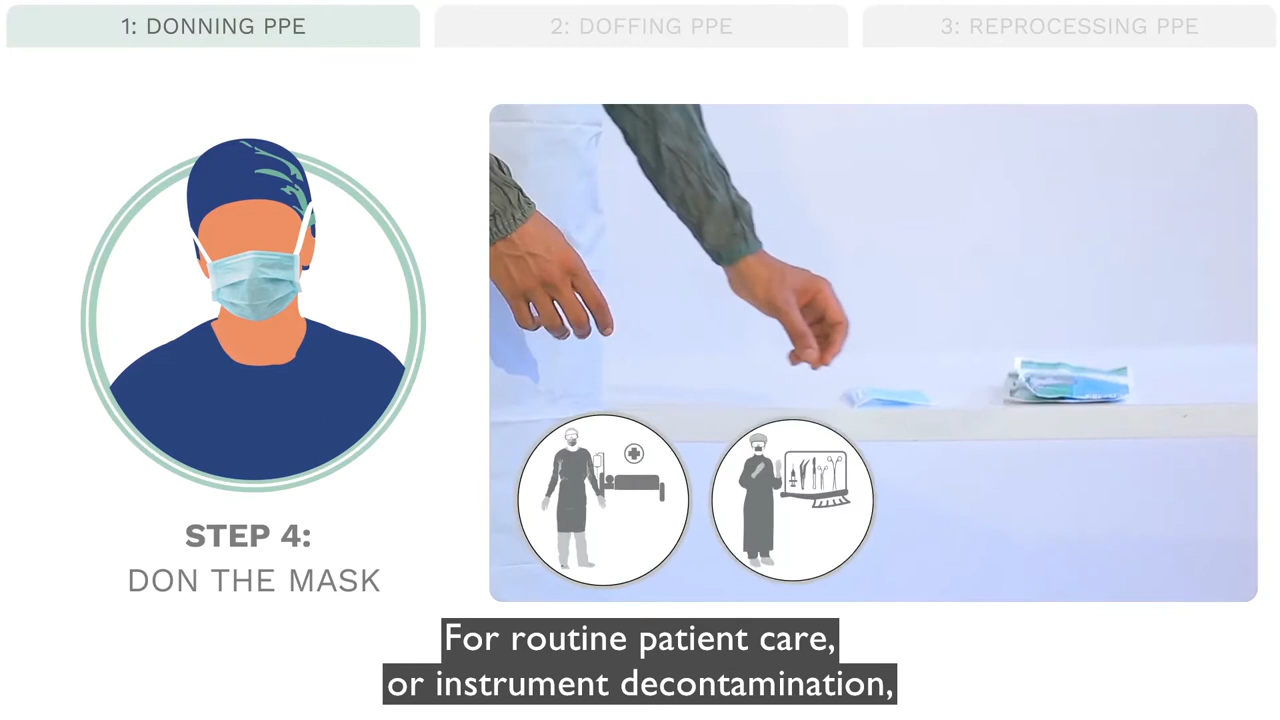 1: DONNING PPE
2: DOFFING PPE
3: REPROCESSING PPE
STEP 4:
DON THE MASK
For routine patient care,
or instrument decontamination,